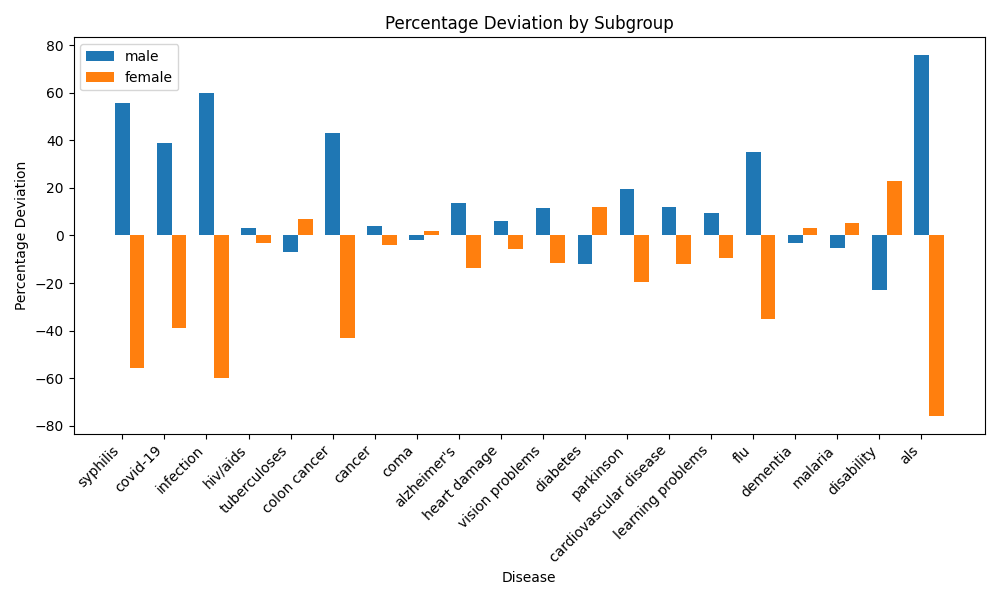 Percentage Deviation by Subgroup
male
female
Percentage Deviation
80
60
40
20
0
−20
−40
−60
−80
syphilis
covid-19
infection
hiv/aids
tuberculoses
colon cancer
cancer
coma
alzheimer's
heart damage
vision problems
diabetes
parkinson
cardiovascular disease
learning problems
flu
dementia
malaria
disability
als
Disease